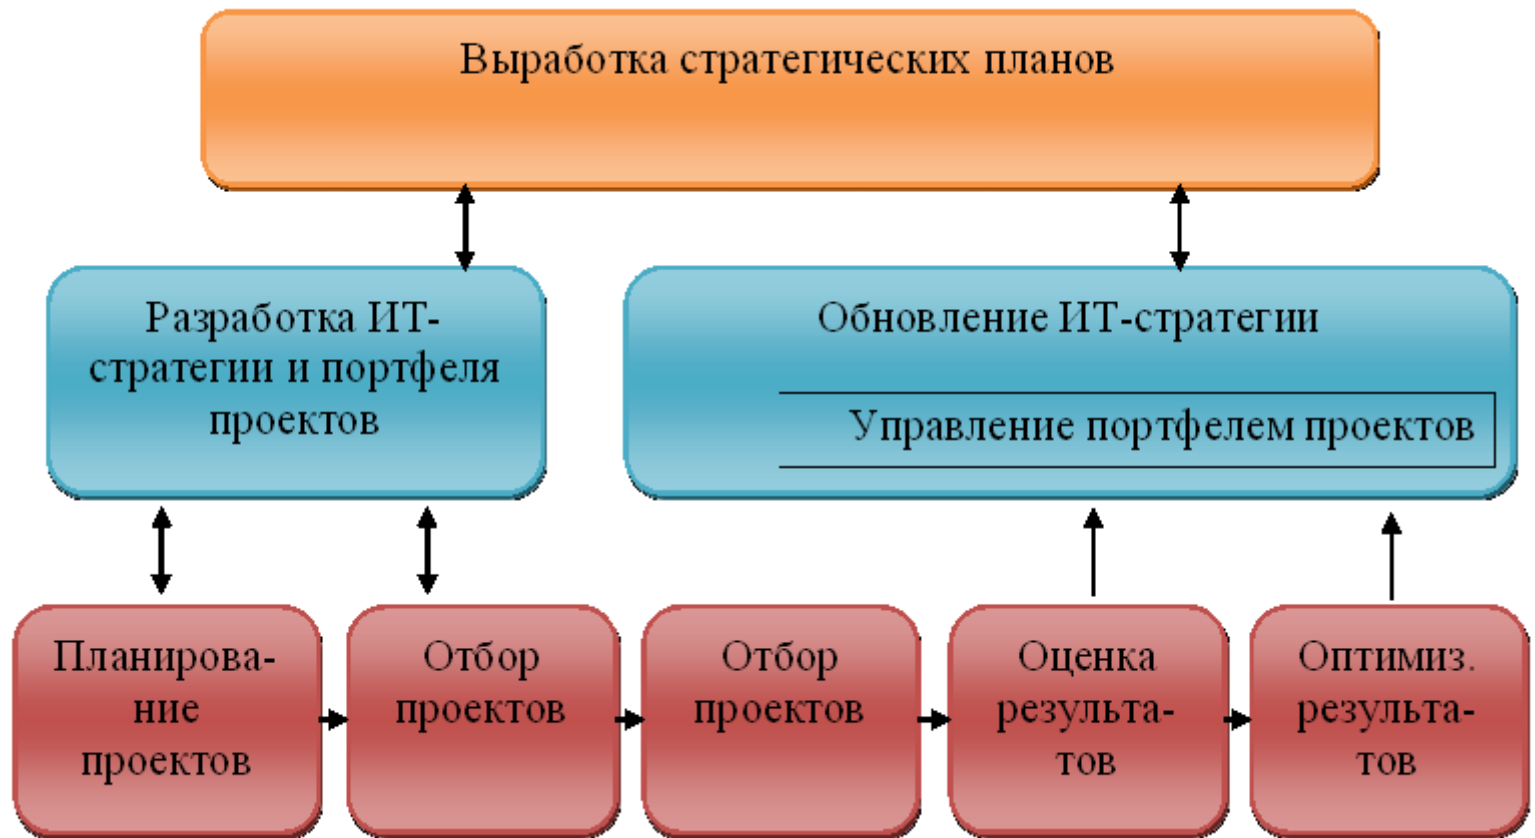 Выработка стратегических планов
Разработка ИТ-
стратегии и портфеля
проектов
Обновление ИТ-стратегии
Управление портфелем проектов
Планирова-
ние
проектов
Отбор
проектов
Отбор
проектов
Оценка
результа-
тов
Оптимиз.
результа-
тов